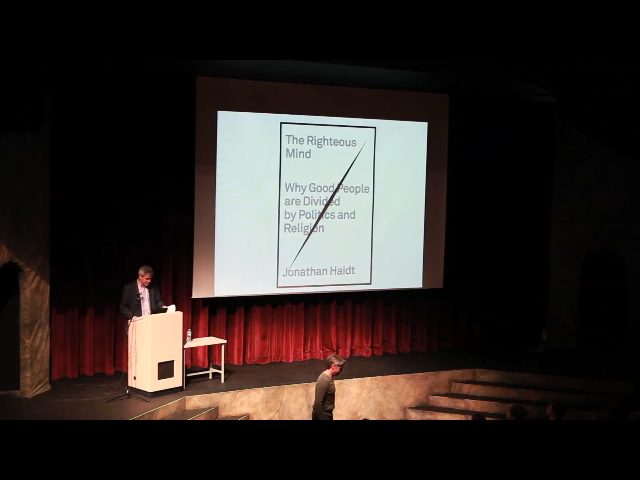 The Righteous
Mind
Why Good People
are Divided
by Politics and
Religion
Jonathan Haidt